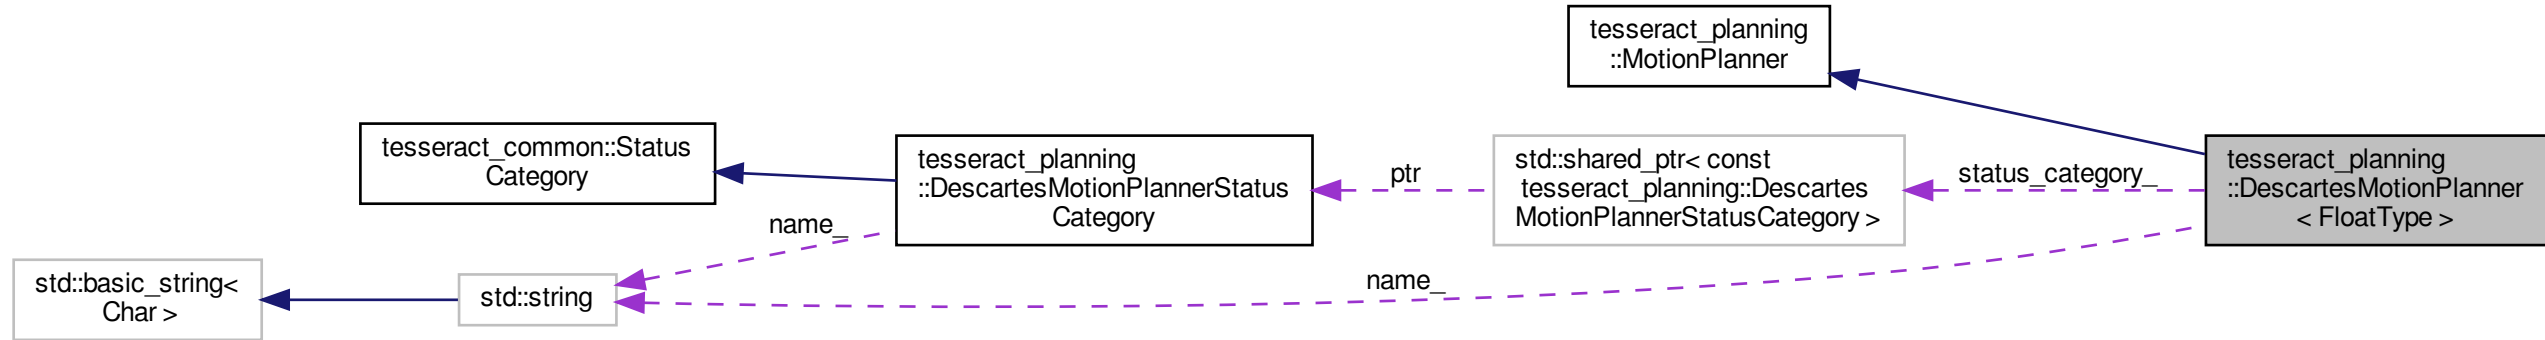 tesseract_planning
::MotionPlanner
tesseract_common::Status
Category
tesseract_planning
::DescartesMotionPlannerStatus
Category
ptr
std::shared_ptr< const
tesseract_planning::Descartes
MotionPlannerStatusCategory >
status_category_
tesseract_planning
::DescartesMotionPlanner
< FloatType >
name_
std::basic_string<
Char >
std::string
name_